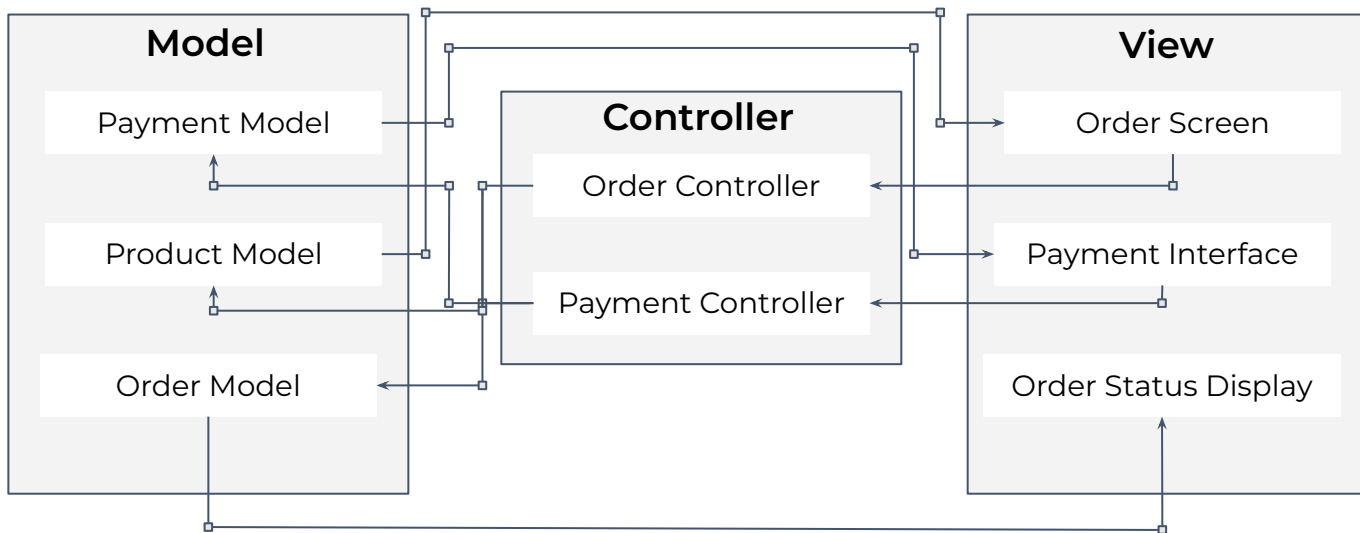 Model
Payment Model
Product Model
Order Model
Controller
Order Controller
Payment Controller
View
Order Screen
Payment Interface
Order Status Display